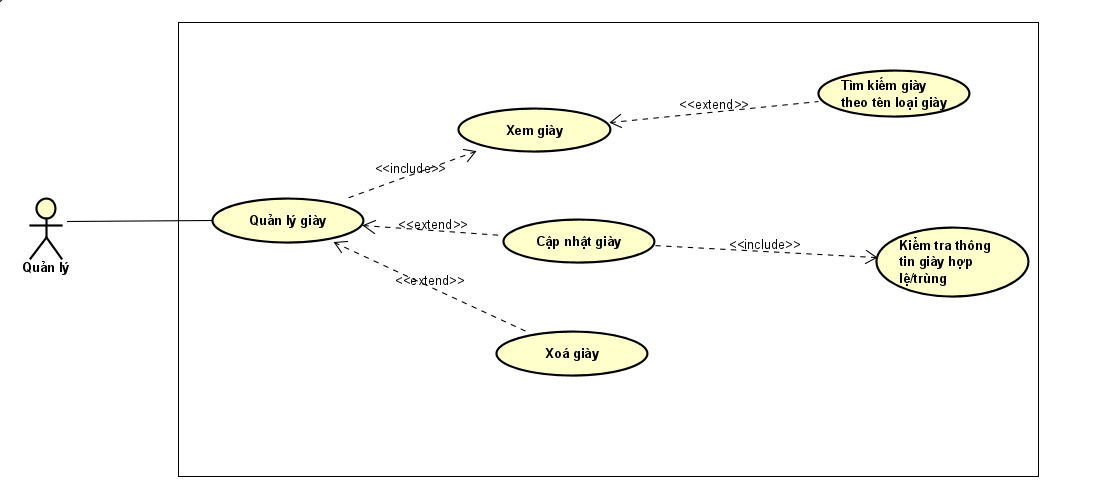 Tìm kiếm giày
theo tên loại giày
<<extend>>
Xem giày
<<include>>
Quản lý giày
<<extend>>
Cập nhật giày
<<include>>
Kiểm tra thông
tin giày hợp
lệ/trùng
Quản lý
<<extend>>
Xoá giày